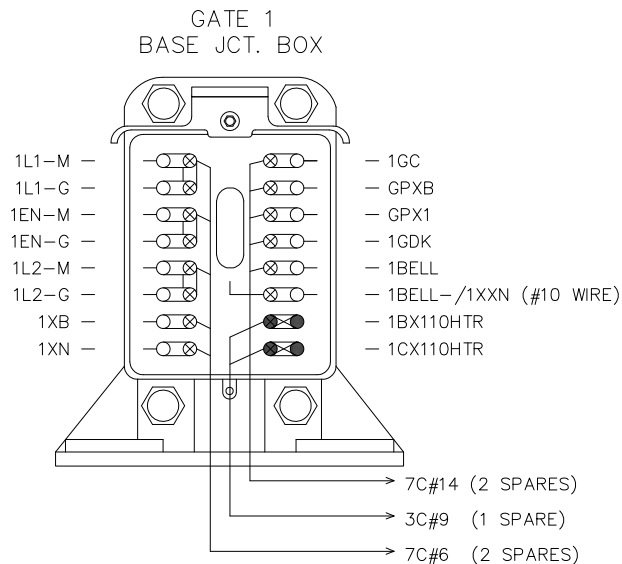 GATE 1
BASE JCT. BOX
1L1-M -
1L1-G -
1EN-M -
1EN-G -
1L2-M -
1L2-G -
1XB -
1XN -
- 1GC
- GPXB
- GPX1
- 1GDK
- 1BELL
- 1BELL-/1XXN (#10 WIRE)
- 1BX110HTR
- 1CX110HTR
7C#14 (2 SPARES)
3C#9 (1 SPARE)
7C#6 (2 SPARES)